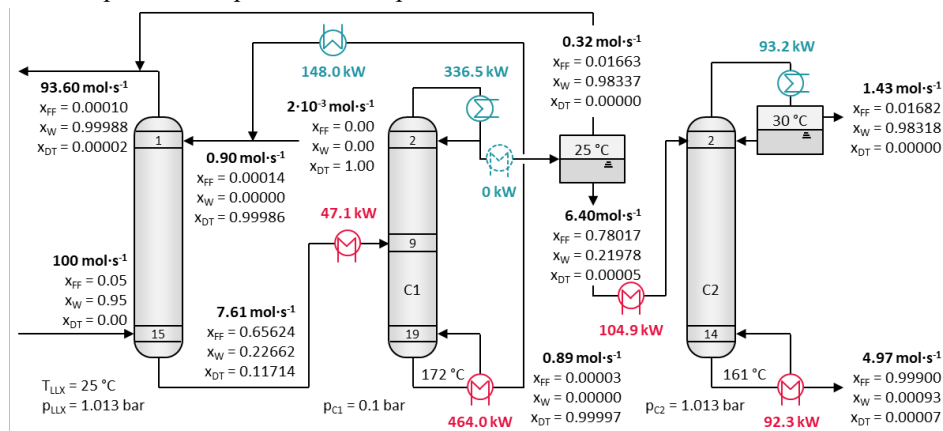 93.60 mol·s⁻¹
x_FF = 0.00010
x_W = 0.99988
x_DT = 0.00002
1
15
100 mol·s⁻¹
x_FF = 0.05
x_W = 0.95
x_DT = 0.00
T_LLX = 25 °C
p_LLX = 1.013 bar
148.0 kW
0.90 mol·s⁻¹
x_FF = 0.00014
x_W = 0.00000
x_DT = 0.99986
2·10⁻³ mol·s⁻¹
x_FF = 0.00
x_W = 0.00
x_DT = 1.00
47.1 kW
7.61 mol·s⁻¹
x_FF = 0.65624
x_W = 0.22662
x_DT = 0.11714
336.5 kW
2
9
C1
19
172 °C
p_C1 = 0.1 bar
464.0 kW
0 kW
0.32 mol·s⁻¹
x_FF = 0.01663
x_W = 0.98337
x_DT = 0.00000
25 °C
6.40mol·s⁻¹
x_FF = 0.78017
x_W = 0.21978
x_DT = 0.00005
104.9 kW
0.89 mol·s⁻¹
x_FF = 0.00003
x_W = 0.00000
x_DT = 0.99997
93.2 kW
30 °C
2
C2
14
161 °C
p_C2 = 1.013 bar
92.3 kW
1.43 mol·s⁻¹
x_FF = 0.01682
x_W = 0.98318
x_DT = 0.00000
4.97 mol·s⁻¹
x_FF = 0.99900
x_W = 0.00093
x_DT = 0.00007